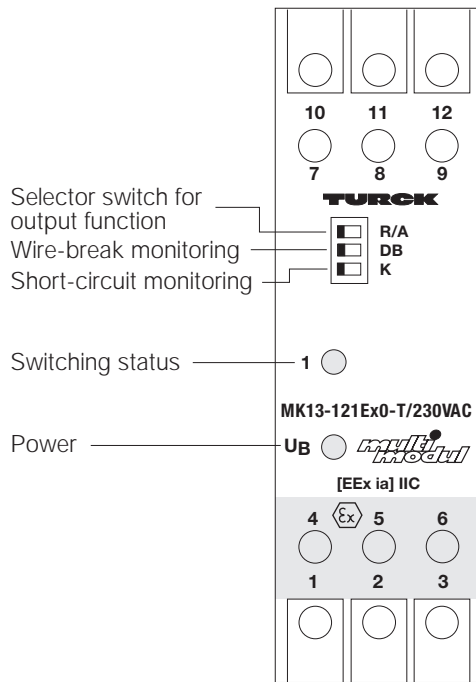 10 11 12
7 8 9
TURCK
Selector switch for
output function
R/A
Wire-break monitoring
DB
Short-circuit monitoring
K
Switching status
1
MK13-121Ex0-T/230VAC
Power
UB
multi
modul
[EEx ia] IIC
4 εx 5 6
1 2 3